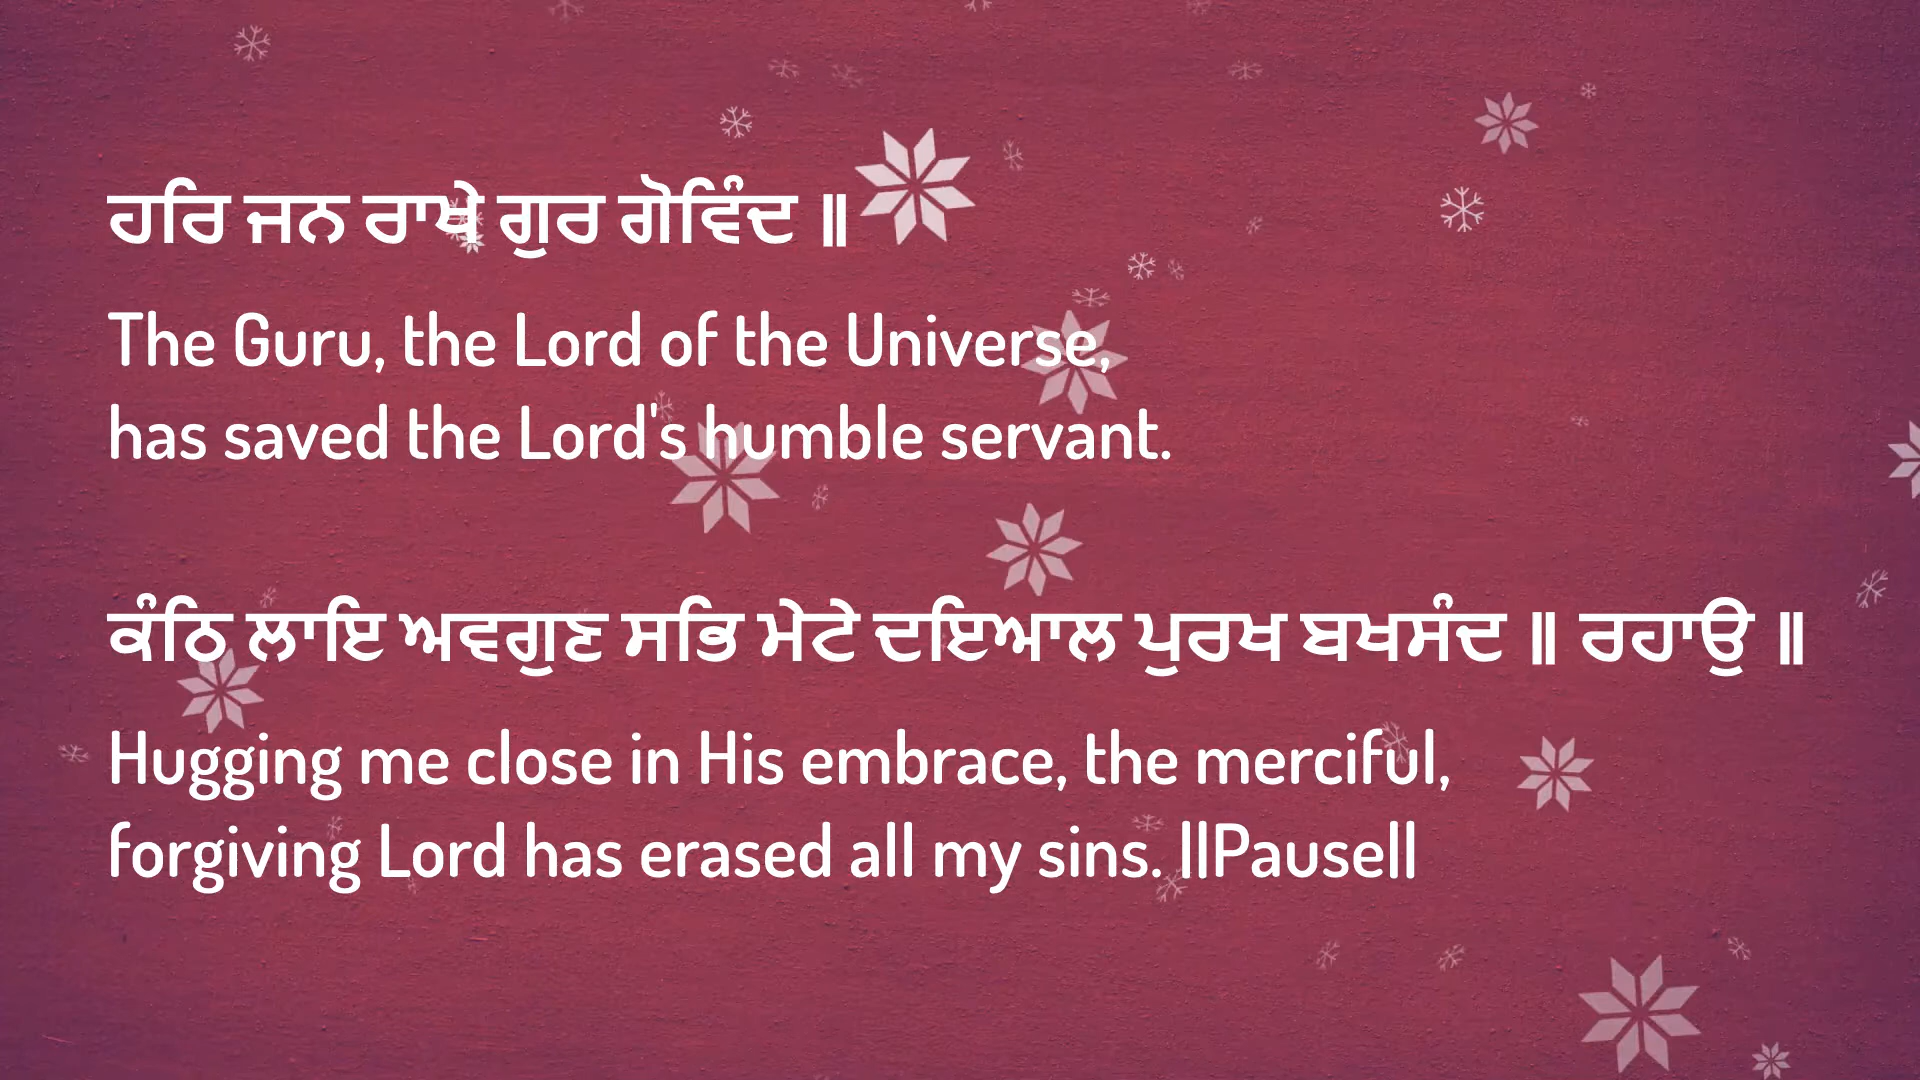 ਹਰਿ ਜਨ ਰਾਖੇ ਗੁਰ ਗੋਵਿੰਦ ॥
The Guru, the Lord of the Universe,
has saved the Lord's humble servant.
ਕੰਠਿ ਲਾਇ ਅਵਗੁਣ ਸਭਿ ਮੇਟੇ ਦਇਆਲ ਪੁਰਖ ਬਖਸੰਦ ॥ ਰਹਾਉ ॥
Hugging me close in His embrace, the merciful,
forgiving Lord has erased all my sins. ||Pause||